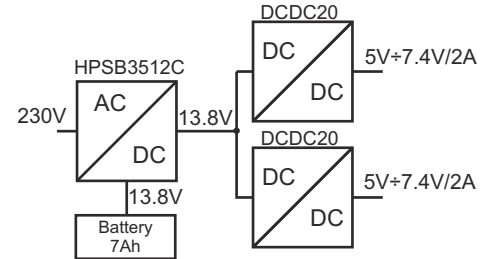 DCDC20
DC
DC
5V÷7.4V/2A
HPSB3512C
AC
DC
230V
13.8V
13.8V
Battery
7Ah
DCDC20
DC
DC
5V÷7.4V/2A